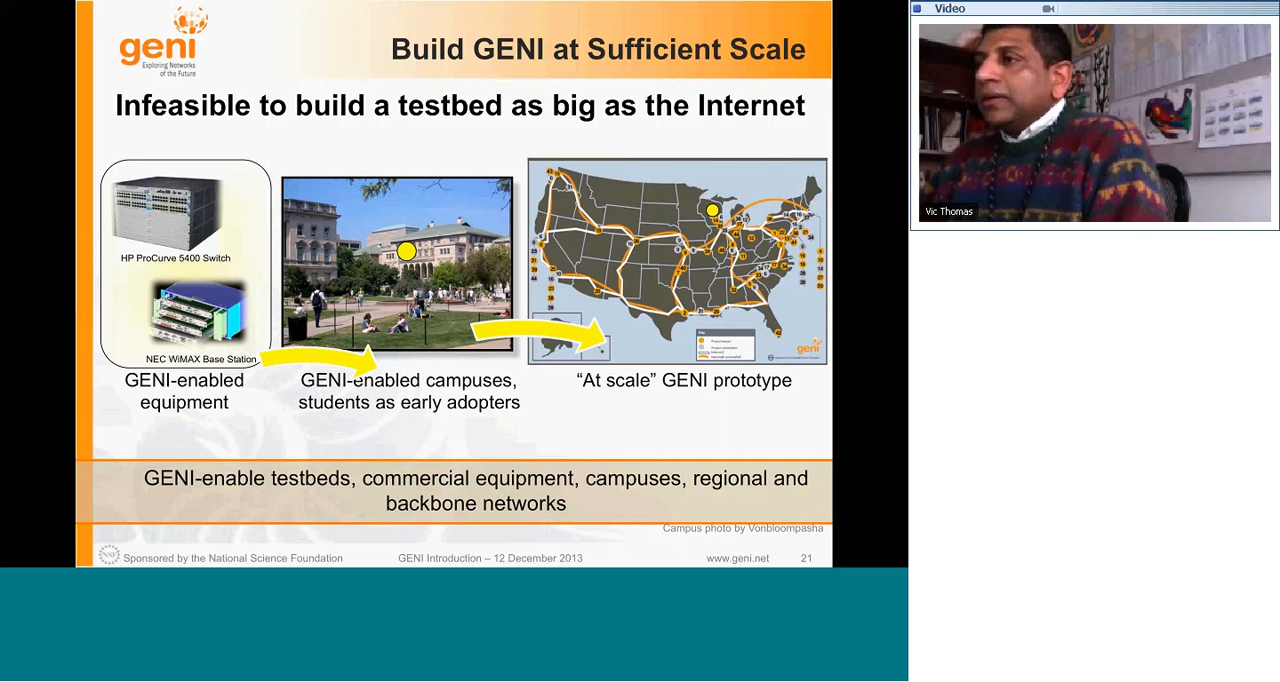 geni
Exploring Networks
of the Future
Build GENI at Sufficient Scale
Infeasible to build a testbed as big as the Internet
HP ProCurve 5400 Switch
NEC WiMAX Base Station
GENI-enabled
equipment
GENI-enabled campuses,
students as early adopters
geni
“At scale” GENI prototype
GENI-enable testbeds, commercial equipment, campuses, regional and
backbone networks
Campus photo by Vonbloompasha
Sponsored by the National Science Foundation
GENI Introduction – 12 December 2013
www.geni.net
21
Video
Vic Thomas